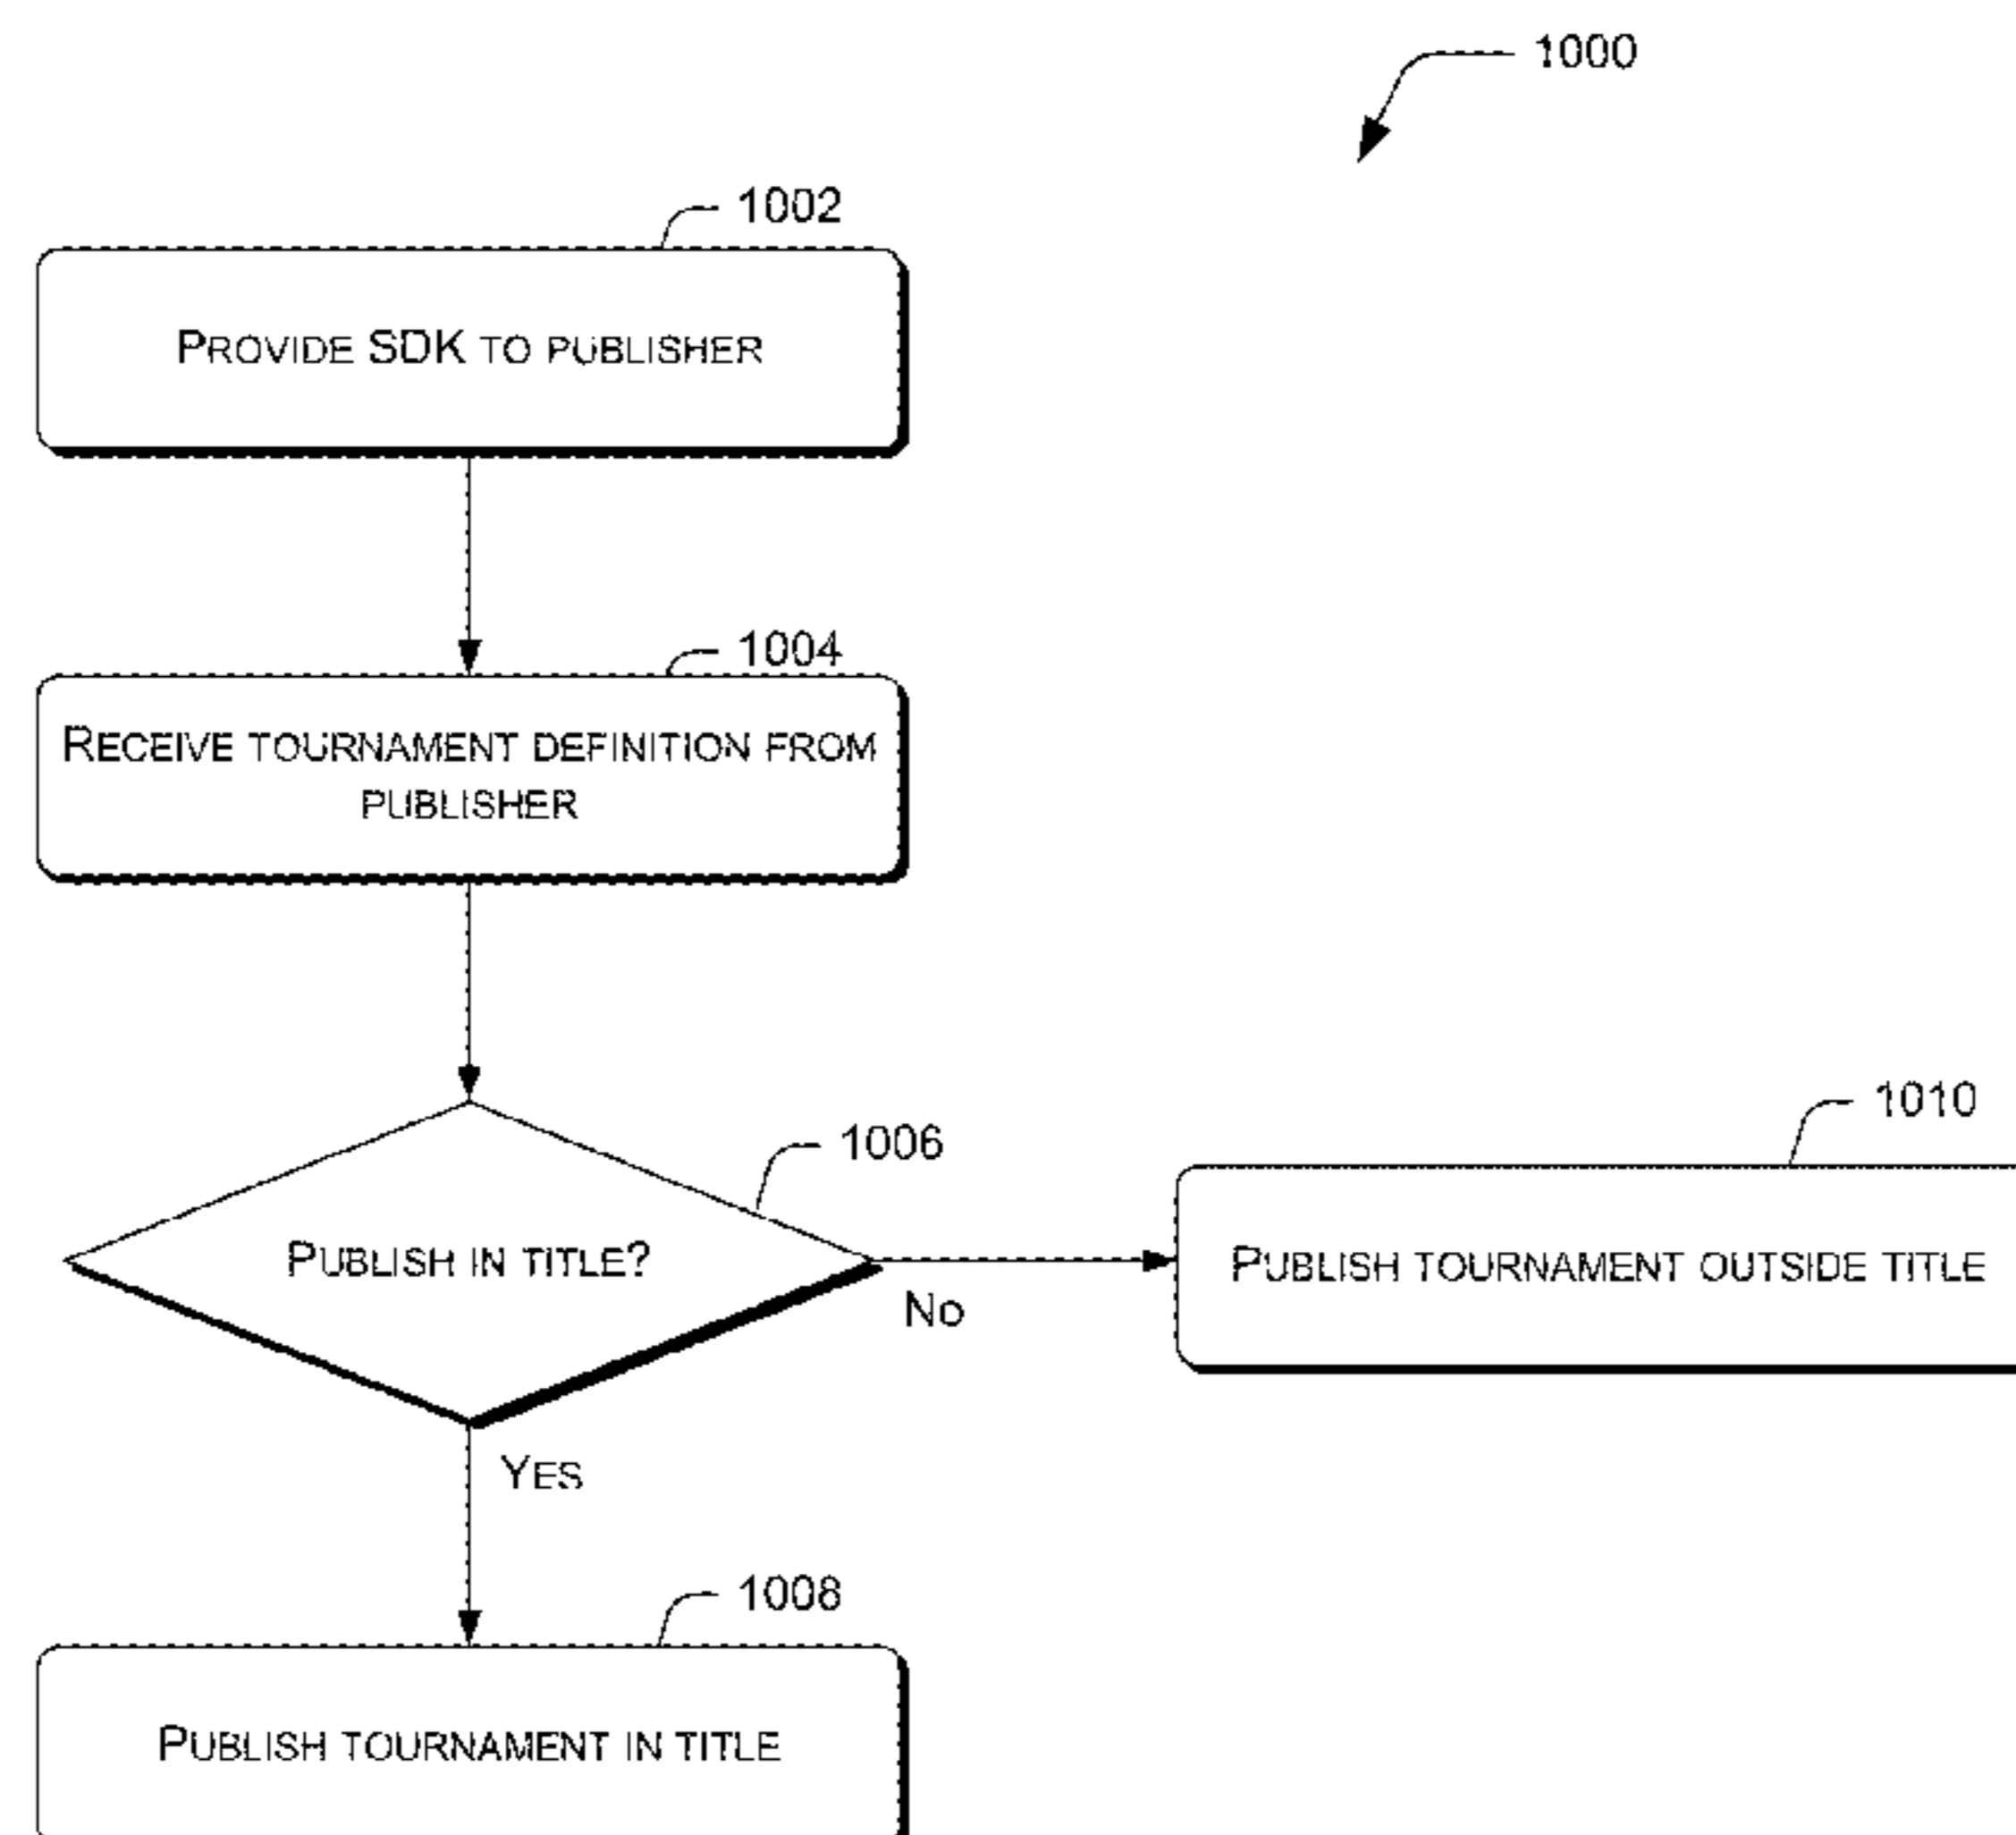 1000
1002
PROVIDE SDK TO PUBLISHER
1004
RECEIVE TOURNAMENT DEFINITION FROM
PUBLISHER
1006
PUBLISH IN TITLE?
NO
1010
PUBLISH TOURNAMENT OUTSIDE TITLE
YES
1008
PUBLISH TOURNAMENT IN TITLE